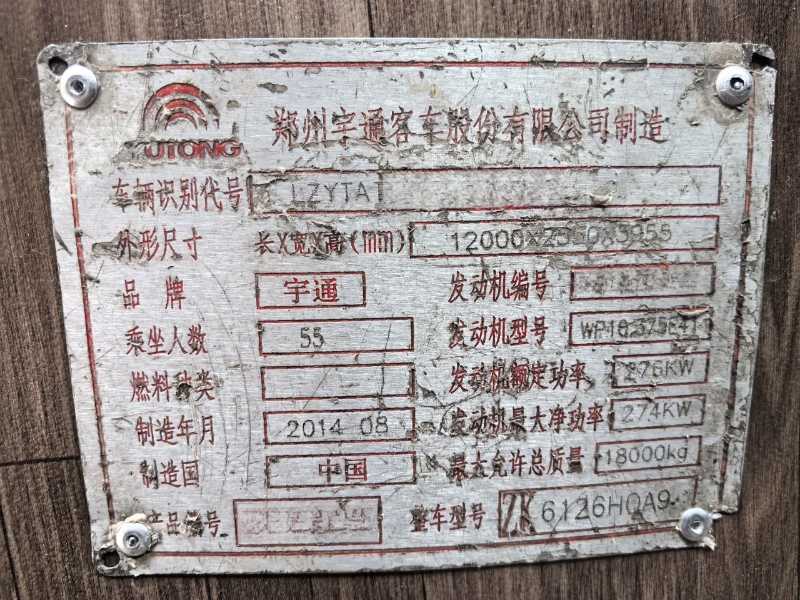 YUTONG 郑州宇通客车股份有限公司制造
车辆识别代号 LZYTA
外形尺寸 长X宽X高(mm) 12000X2550X3955
品牌 宇通 发动机编号
乘坐人数 55 发动机型号 WP10.375E41
燃料种类 发动机额定功率 276KW
制造年月 2014 08 发动机最大净功率 274KW
制造国 中国 最大允许总质量 18000kg
产品编号 整车型号 ZK6126HQA9